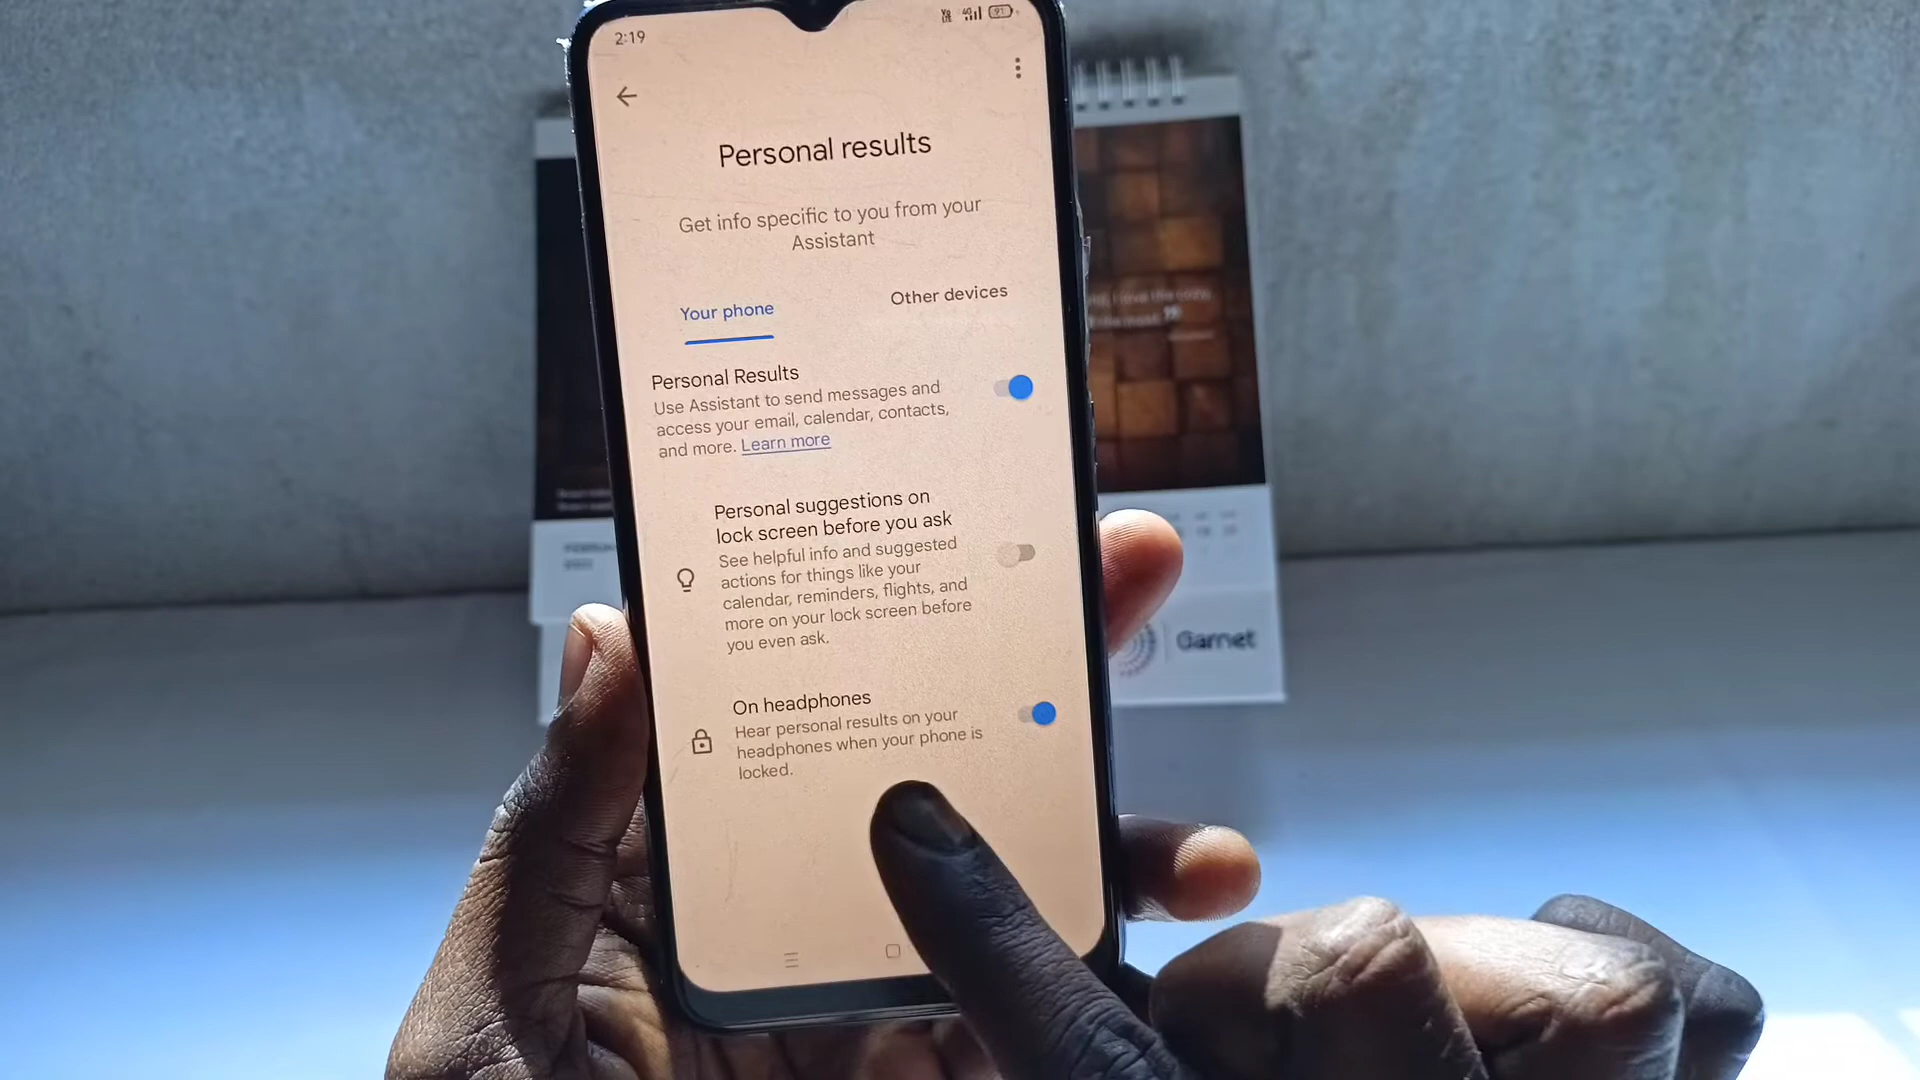 2:19
4G
91
Personal results
Get info specific to you from your
Assistant
Your phone
Other devices
Personal Results
Use Assistant to send messages and
access your email, calendar, contacts,
and more. Learn more
Personal suggestions on
lock screen before you ask
See helpful info and suggested
actions for things like your
calendar, reminders, flights, and
more on your lock screen before
you even ask.
On headphones
Hear personal results on your
headphones when your phone is
locked.
Garnet